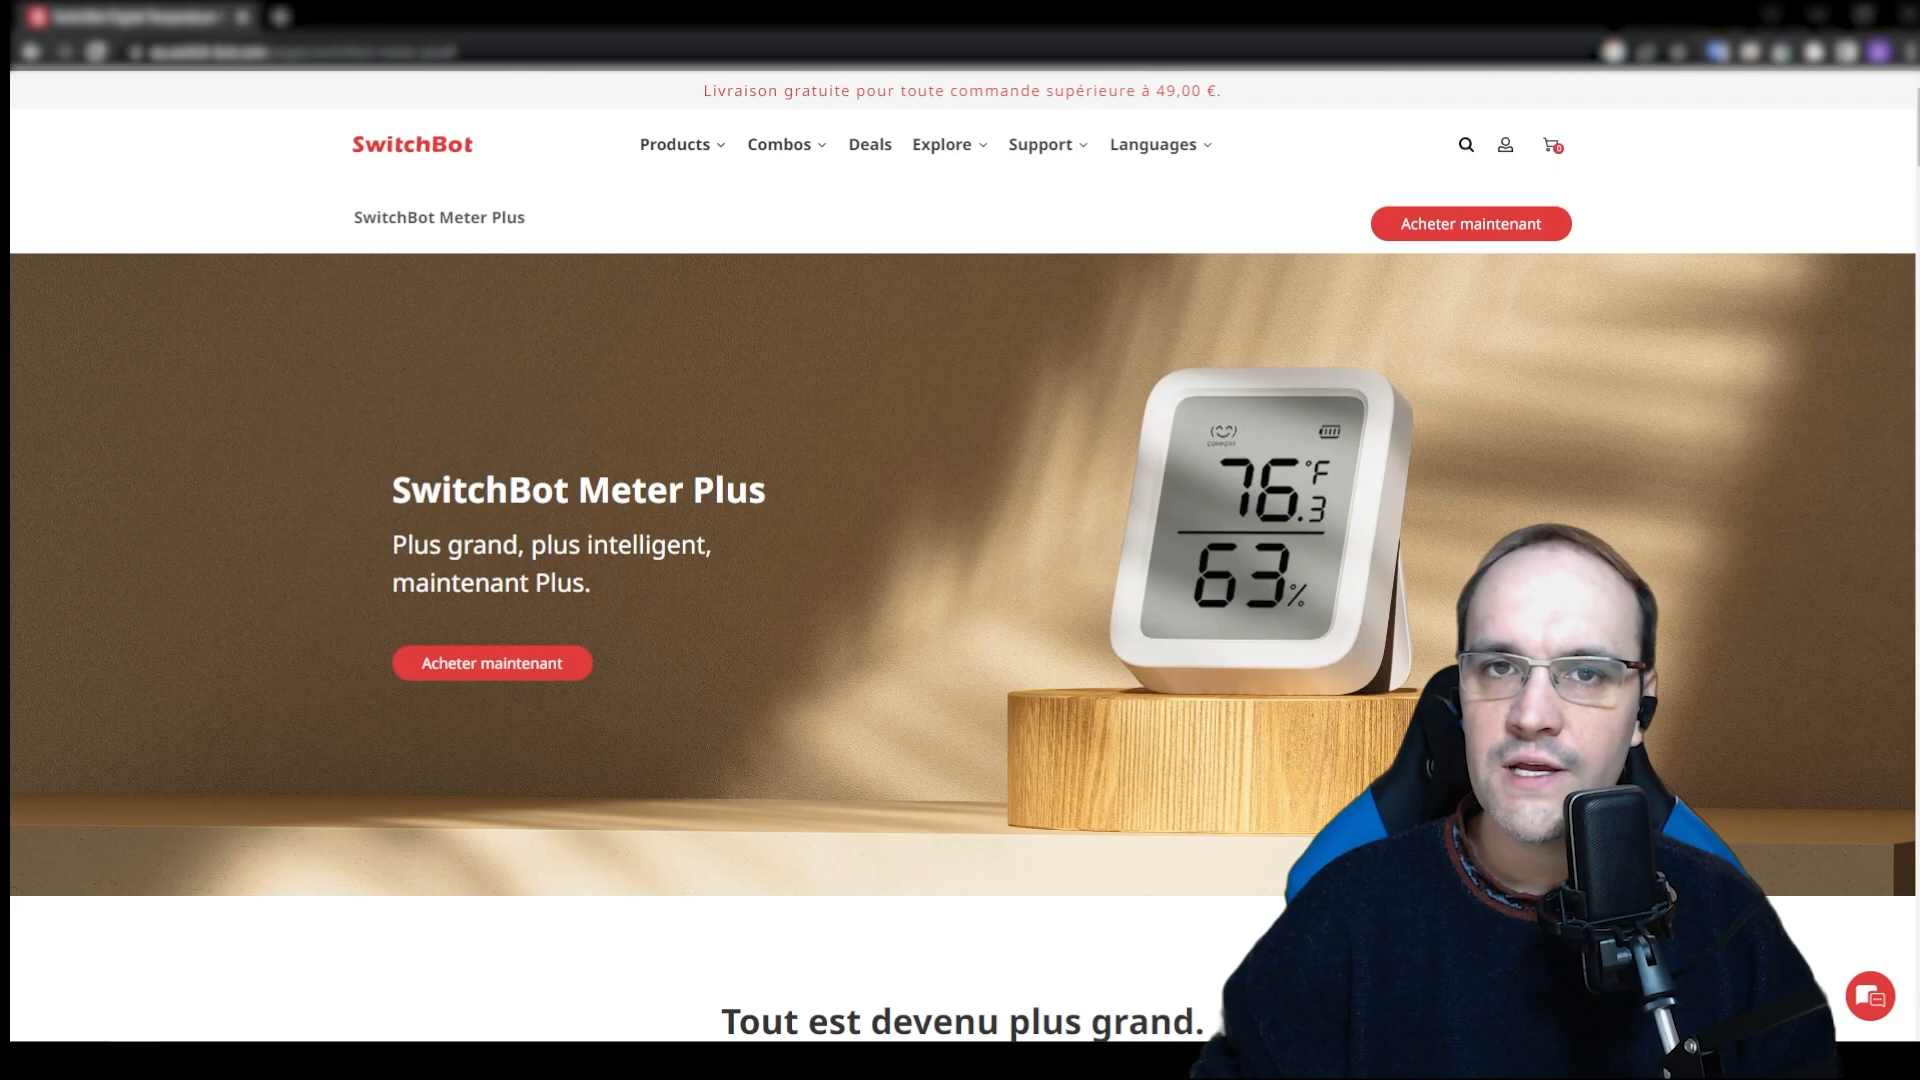 Livraison gratuite pour toute commande supérieure à 49,00 €.
SwitchBot
Products
Combos
Deals
Explore
Support
Languages
0
SwitchBot Meter Plus
Acheter maintenant
COMFORT
76.3 °F
63%
SwitchBot Meter Plus
Plus grand, plus intelligent,
maintenant Plus.
Acheter maintenant
Tout est devenu plus grand.